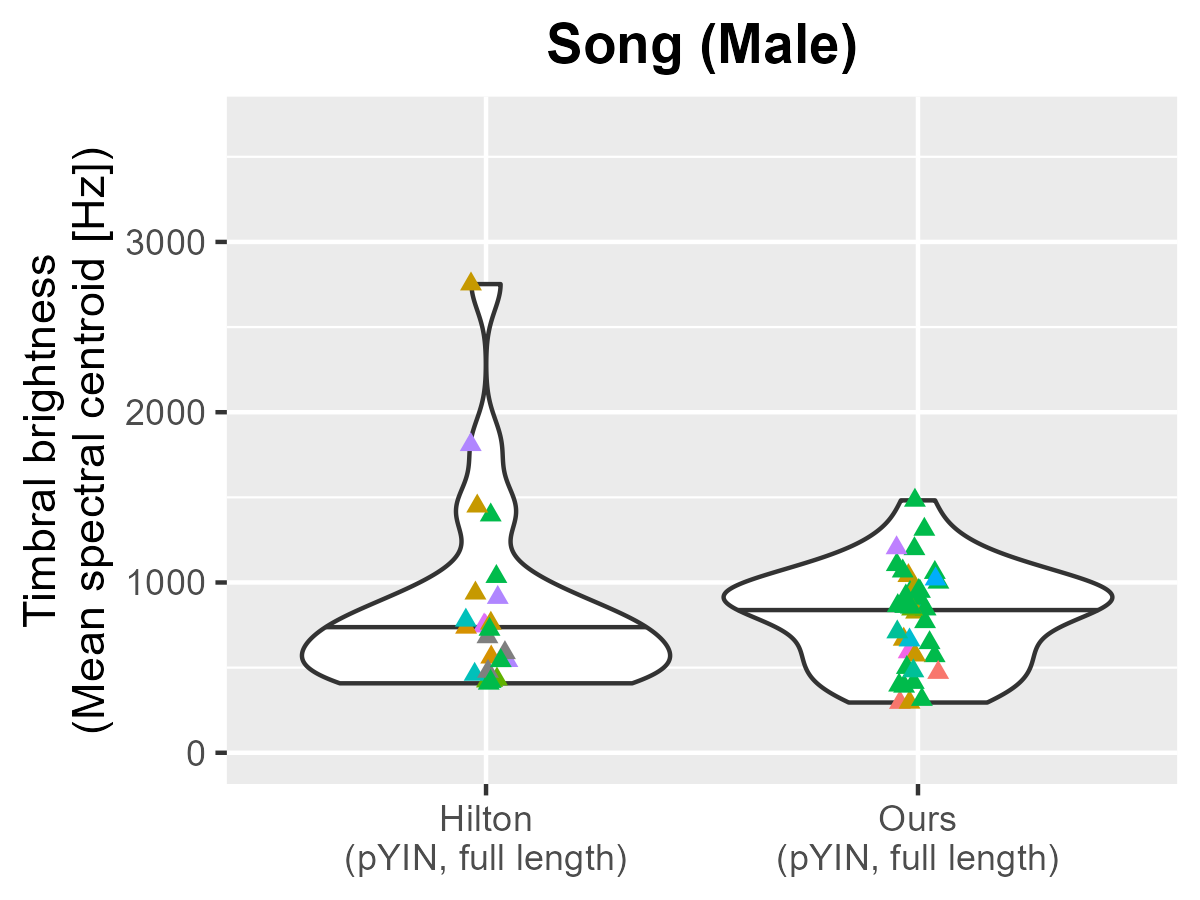 Song (Male)
Timbral brightness
(Mean spectral centroid [Hz])
3000
2000
1000
0
Hilton
(pYIN, full length)
Ours
(pYIN, full length)